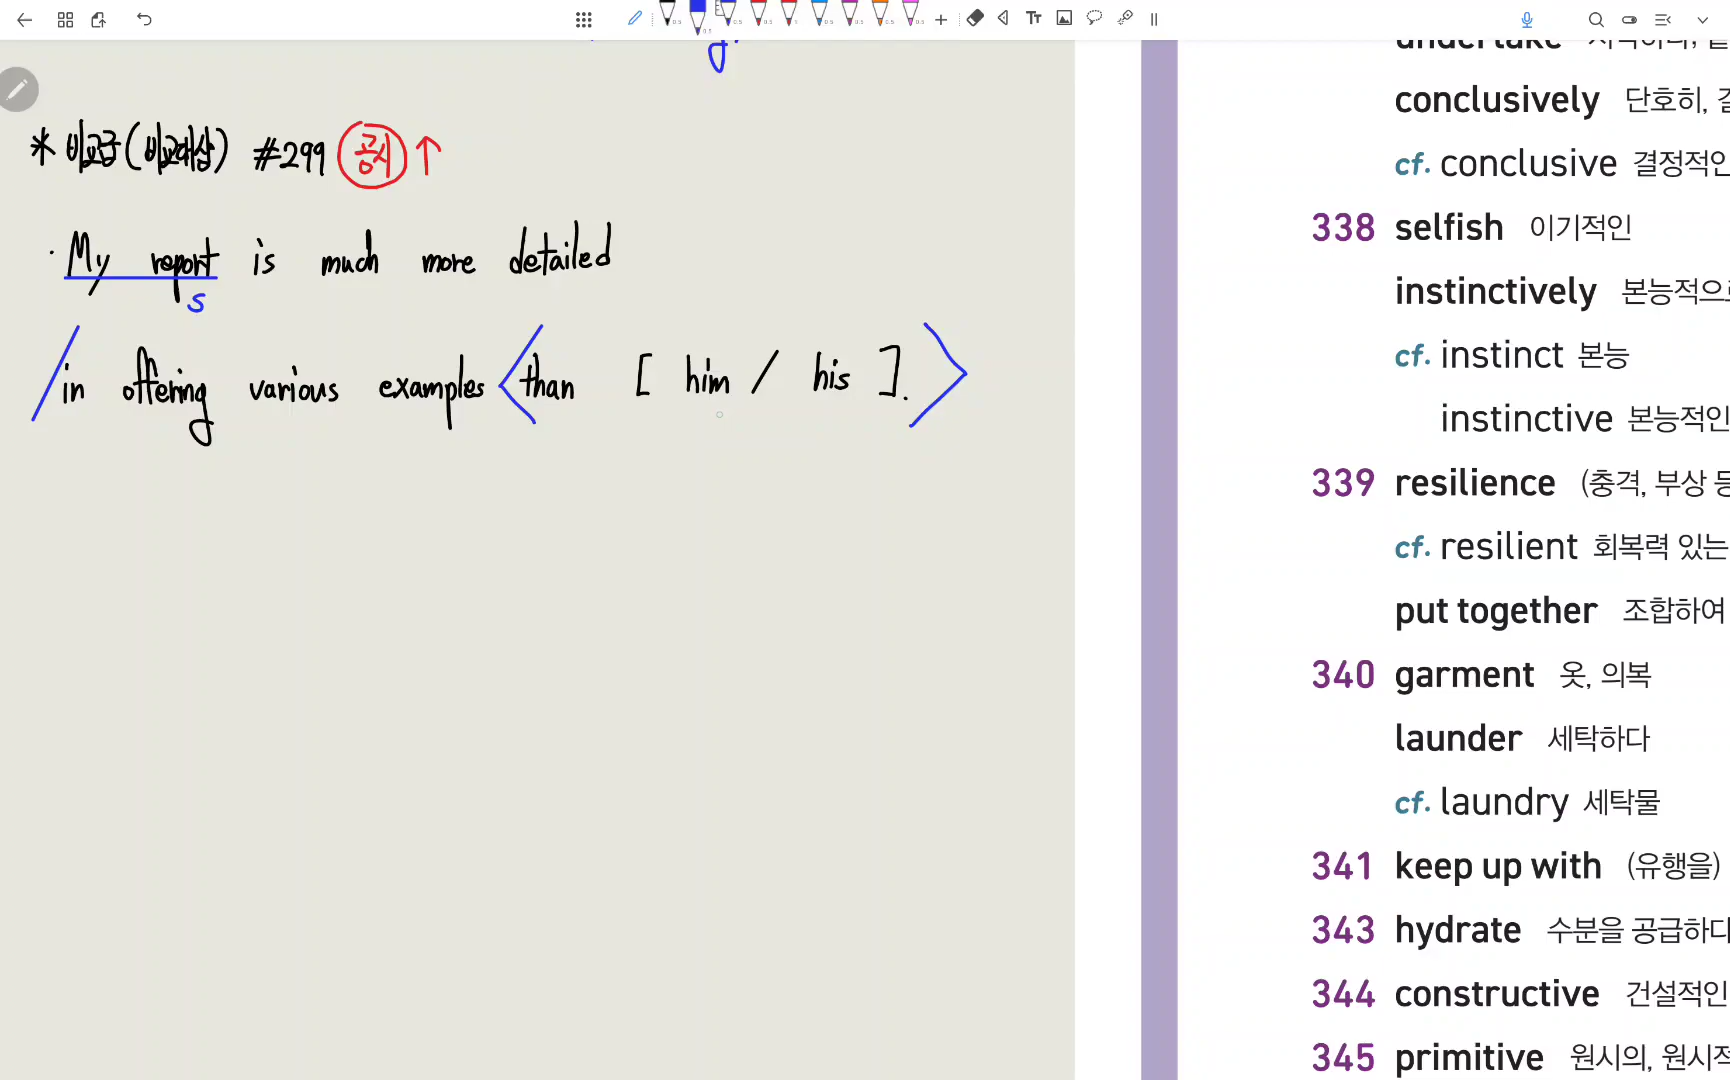 * 비교급(비교대상) #299 공시 ↑
· My report is much more detailed
S
/ in offering various examples <than [ him / his ].>
conclusively 단호히,
cf. conclusive 결정적인
338 selfish 이기적인
instinctively 본능적으로
cf. instinct 본능
instinctive 본능적인
339 resilience (충격, 부상 등
cf. resilient 회복력 있는
put together 조합하여
340 garment 옷, 의복
launder 세탁하다
cf. laundry 세탁물
341 keep up with (유행을)
343 hydrate 수분을 공급하다
344 constructive 건설적인
345 primitive 원시의, 원시적